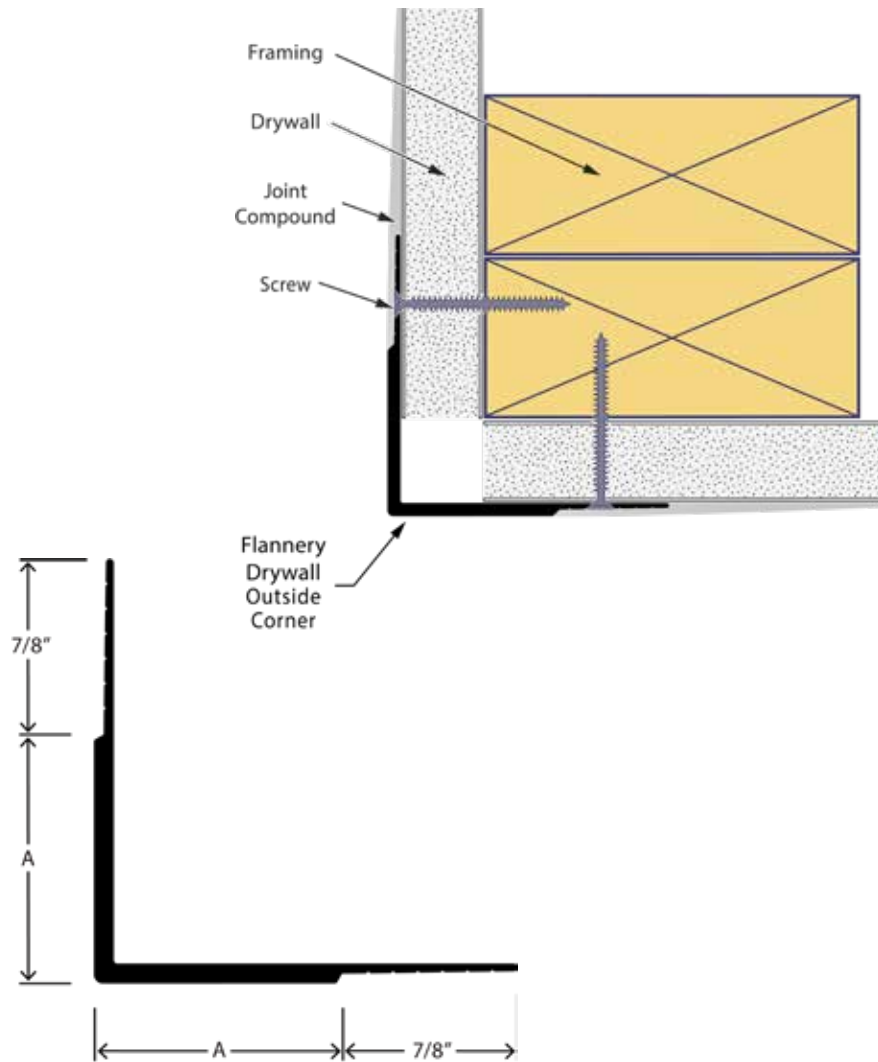 Framing
Drywall
Joint
Compound
Screw
Flannery
Drywall
Outside
Corner
7/8"
A
A
7/8"